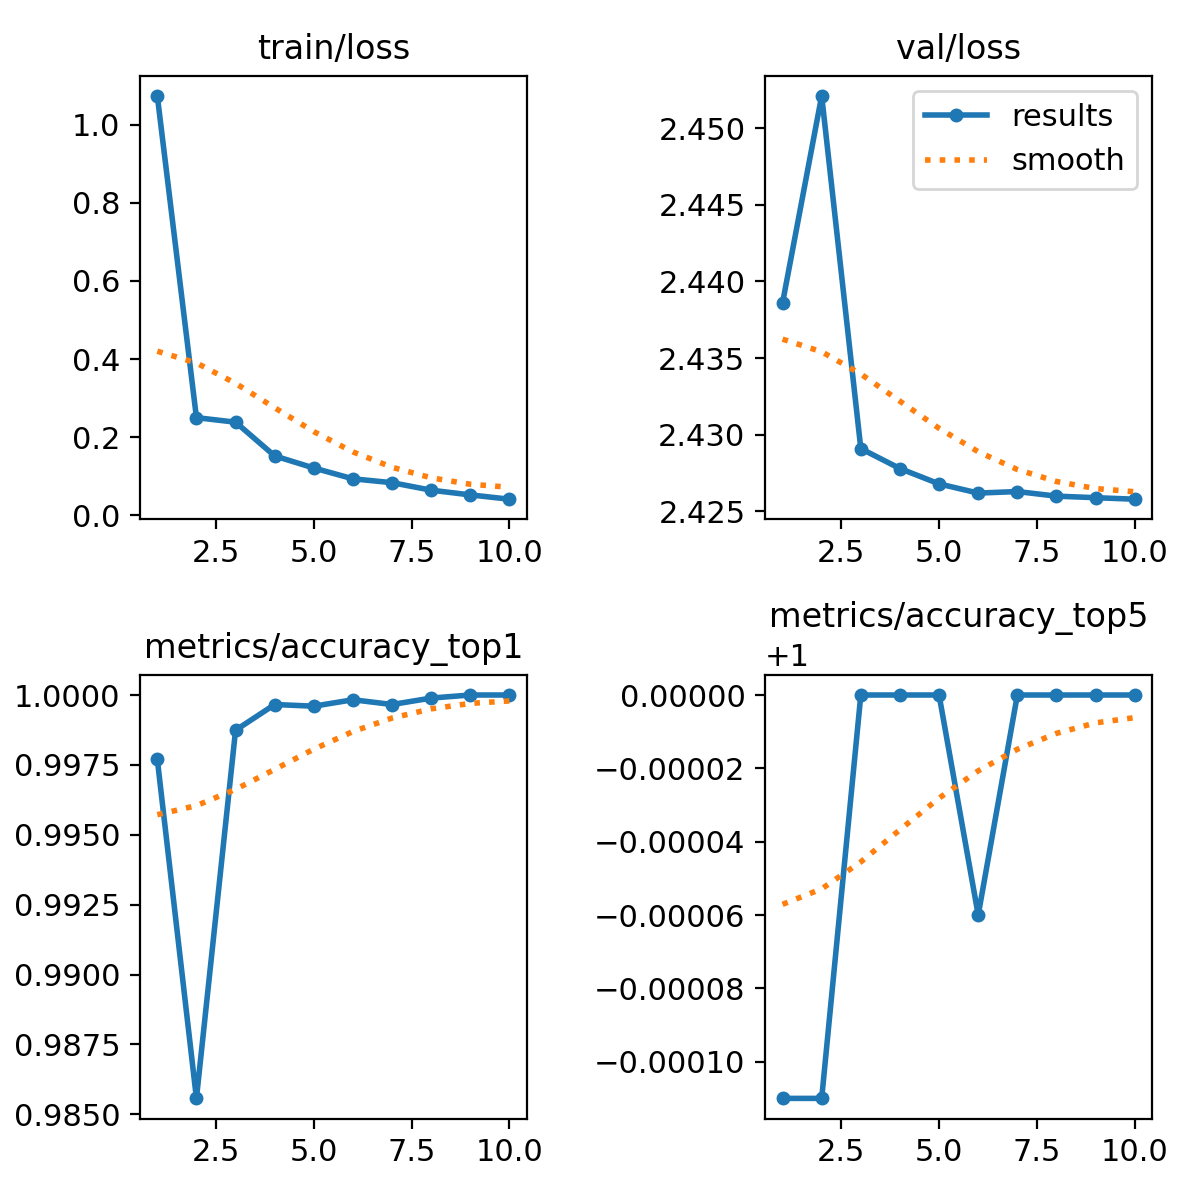 train/loss
1.0
0.8
0.6
0.4
0.2
0.0
2.5 5.0 7.5 10.0
val/loss
results
smooth
2.450
2.445
2.440
2.435
2.430
2.425
2.5 5.0 7.5 10.0
metrics/accuracy_top1
1.0000
0.9975
0.9950
0.9925
0.9900
0.9875
0.9850
2.5 5.0 7.5 10.0
metrics/accuracy_top5
+1
0.00000
−0.00002
−0.00004
−0.00006
−0.00008
−0.00010
2.5 5.0 7.5 10.0